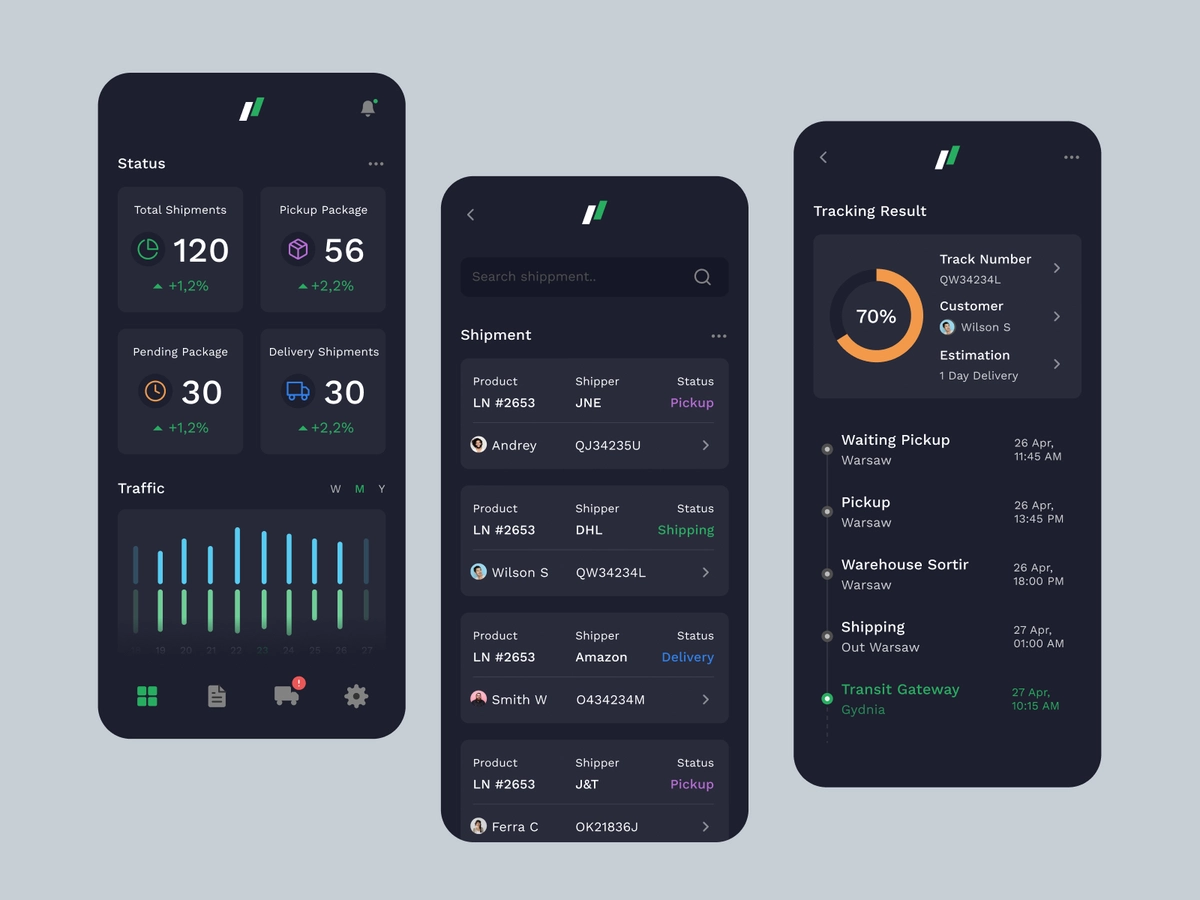 Status
Total Shipments
Pickup Package
120
56
+1,2%
+2,2%
Pending Package
Delivery Shipments
30
30
+1,2%
+2,2%
Traffic
W M Y
19 20 21 22 23 24 25 26 27
!
Search shippment..
Shipment
Product Shipper Status
LN #2653 JNE Pickup
Andrey QJ34235U
Product Shipper Status
LN #2653 DHL Shipping
Wilson S QW34234L
Product Shipper Status
LN #2653 Amazon Delivery
Smith W O434234M
Product Shipper Status
LN #2653 J&T Pickup
Ferra C OK21836J
Tracking Result
70%
Track Number
QW34234L
Customer
Wilson S
Estimation
1 Day Delivery
Waiting Pickup
Warsaw
26 Apr,
11:45 AM
Pickup
Warsaw
26 Apr,
13:45 PM
Warehouse Sortir
Warsaw
26 Apr,
18:00 PM
Shipping
Out Warsaw
27 Apr,
01:00 AM
Transit Gateway
Gydnia
27 Apr,
10:15 AM